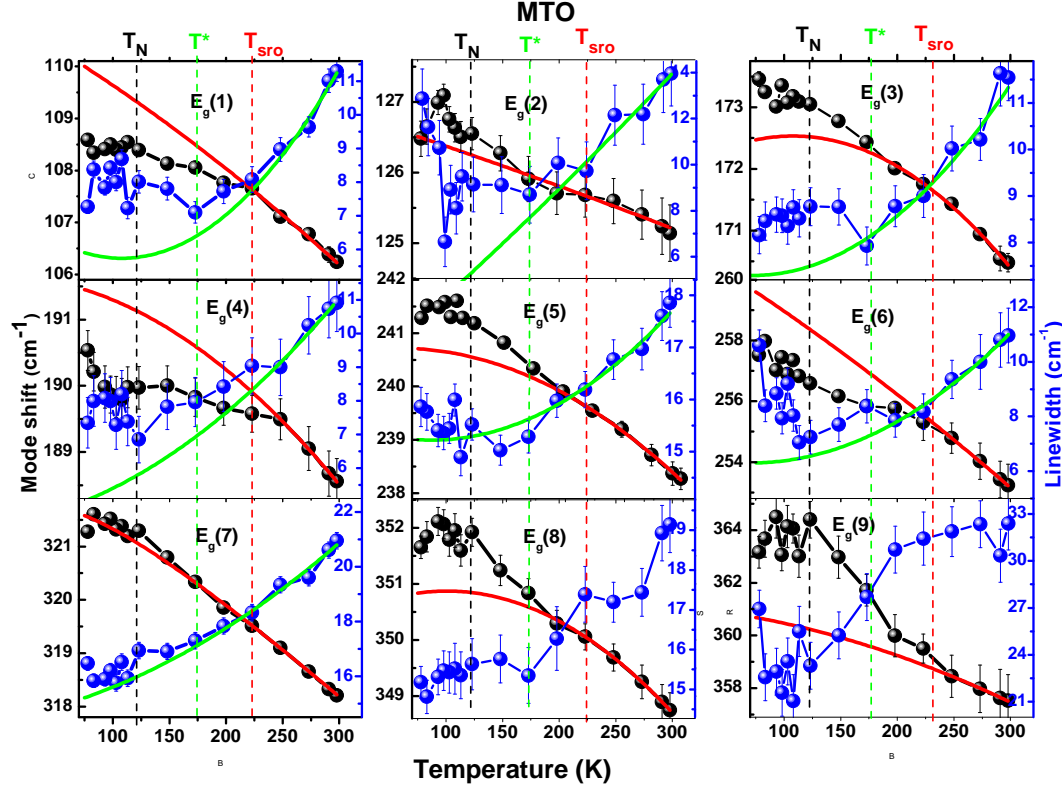 MTO
T_N T* T_sro T_N T* T_sro T_N T* T_sro
E_g(1) E_g(2) E_g(3)
110 109 108 107 106
11 10 9 8 7 6 5
127 126 125 242
14 12 10 8 6
173 172 171 260
11 10 9 8 7
C
E_g(4) E_g(5) E_g(6)
191 190 189
11 10 9 8 7 6 5
241 240 239 238
18 17 16 15
258 256 254
12 10 8 6
Mode shift (cm⁻¹)
Linewidth (cm⁻¹)
E_g(7) E_g(8) E_g(9)
321 320 319 318
22 20 18 16
352 351 350 349
19 18 17 16 15
S
364 362 360 358
33 30 27 24 21
R
100 150 200 250 300 100 150 200 250 300 100 150 200 250 300
B B
Temperature (K)